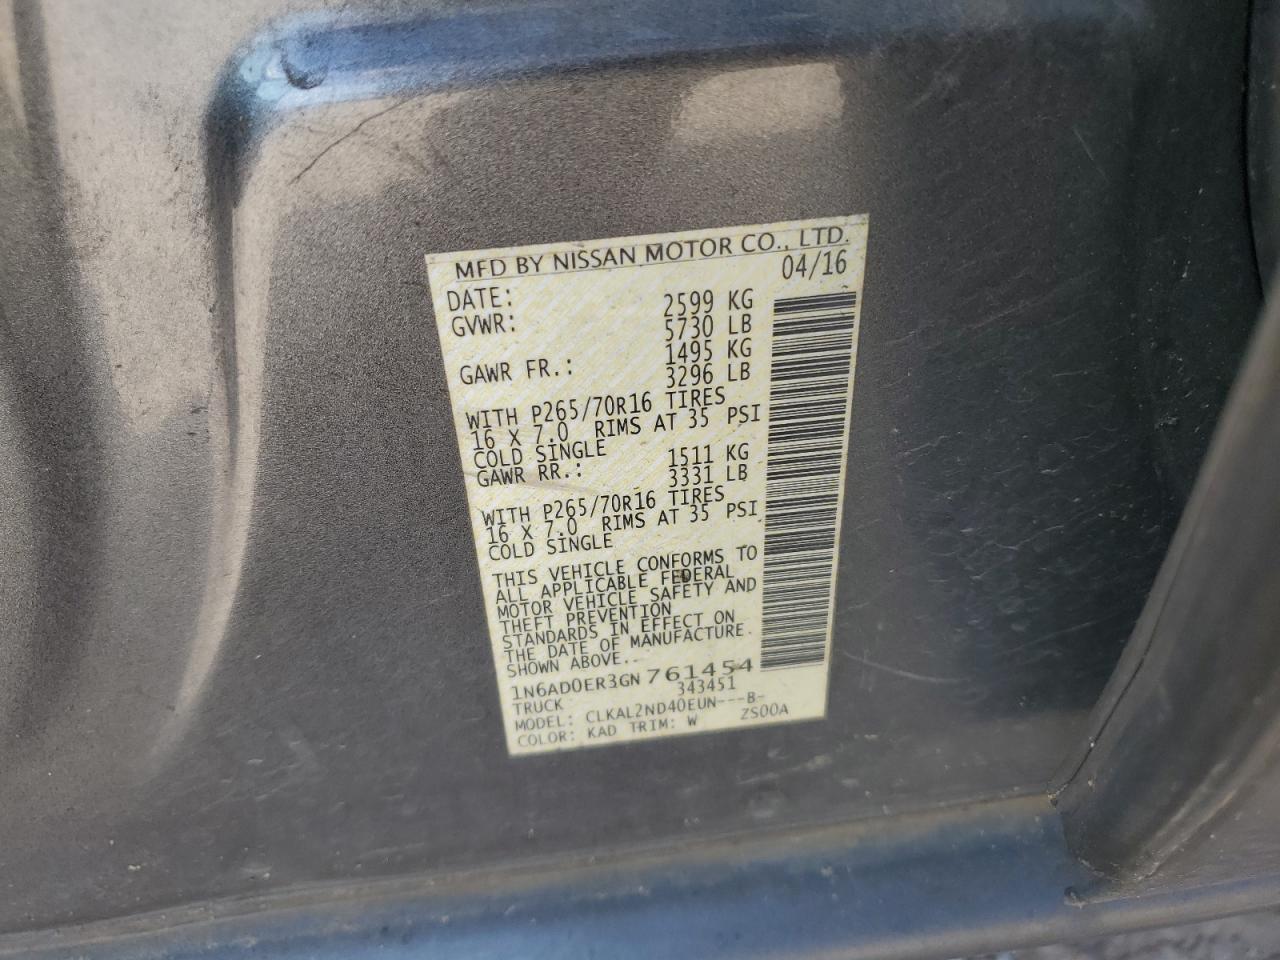 MFD BY NISSAN MOTOR CO., LTD.
DATE: 04/16
GVWR: 2599 KG
5730 LB
GAWR FR.: 1495 KG
3296 LB
WITH P265/70R16 TIRES
16 X 7.0 RIMS AT 35 PSI
COLD SINGLE
GAWR RR.: 1511 KG
3331 LB
WITH P265/70R16 TIRES
16 X 7.0 RIMS AT 35 PSI
COLD SINGLE
THIS VEHICLE CONFORMS TO
ALL APPLICABLE FEDERAL
MOTOR VEHICLE SAFETY AND
THEFT PREVENTION
STANDARDS IN EFFECT ON
THE DATE OF MANUFACTURE
SHOWN ABOVE..
1N6AD0ER3GN 761454
TRUCK 343451
MODEL: CLKAL2ND40EUN---B-
COLOR: KAD TRIM: W ZS00A